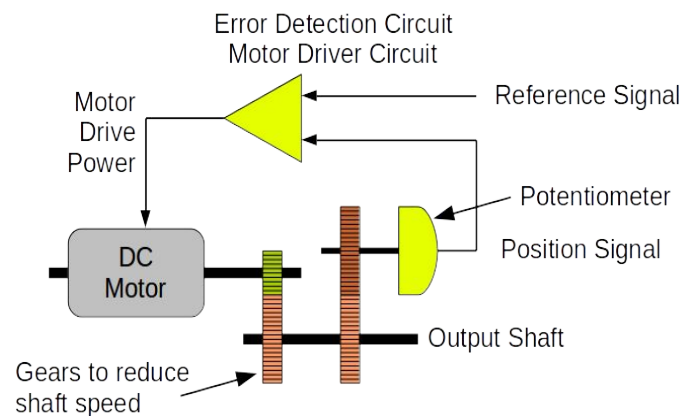 Error Detection Circuit
Motor Driver Circuit
Reference Signal
Motor
Drive
Power
Potentiometer
Position Signal
DC
Motor
Output Shaft
Gears to reduce
shaft speed